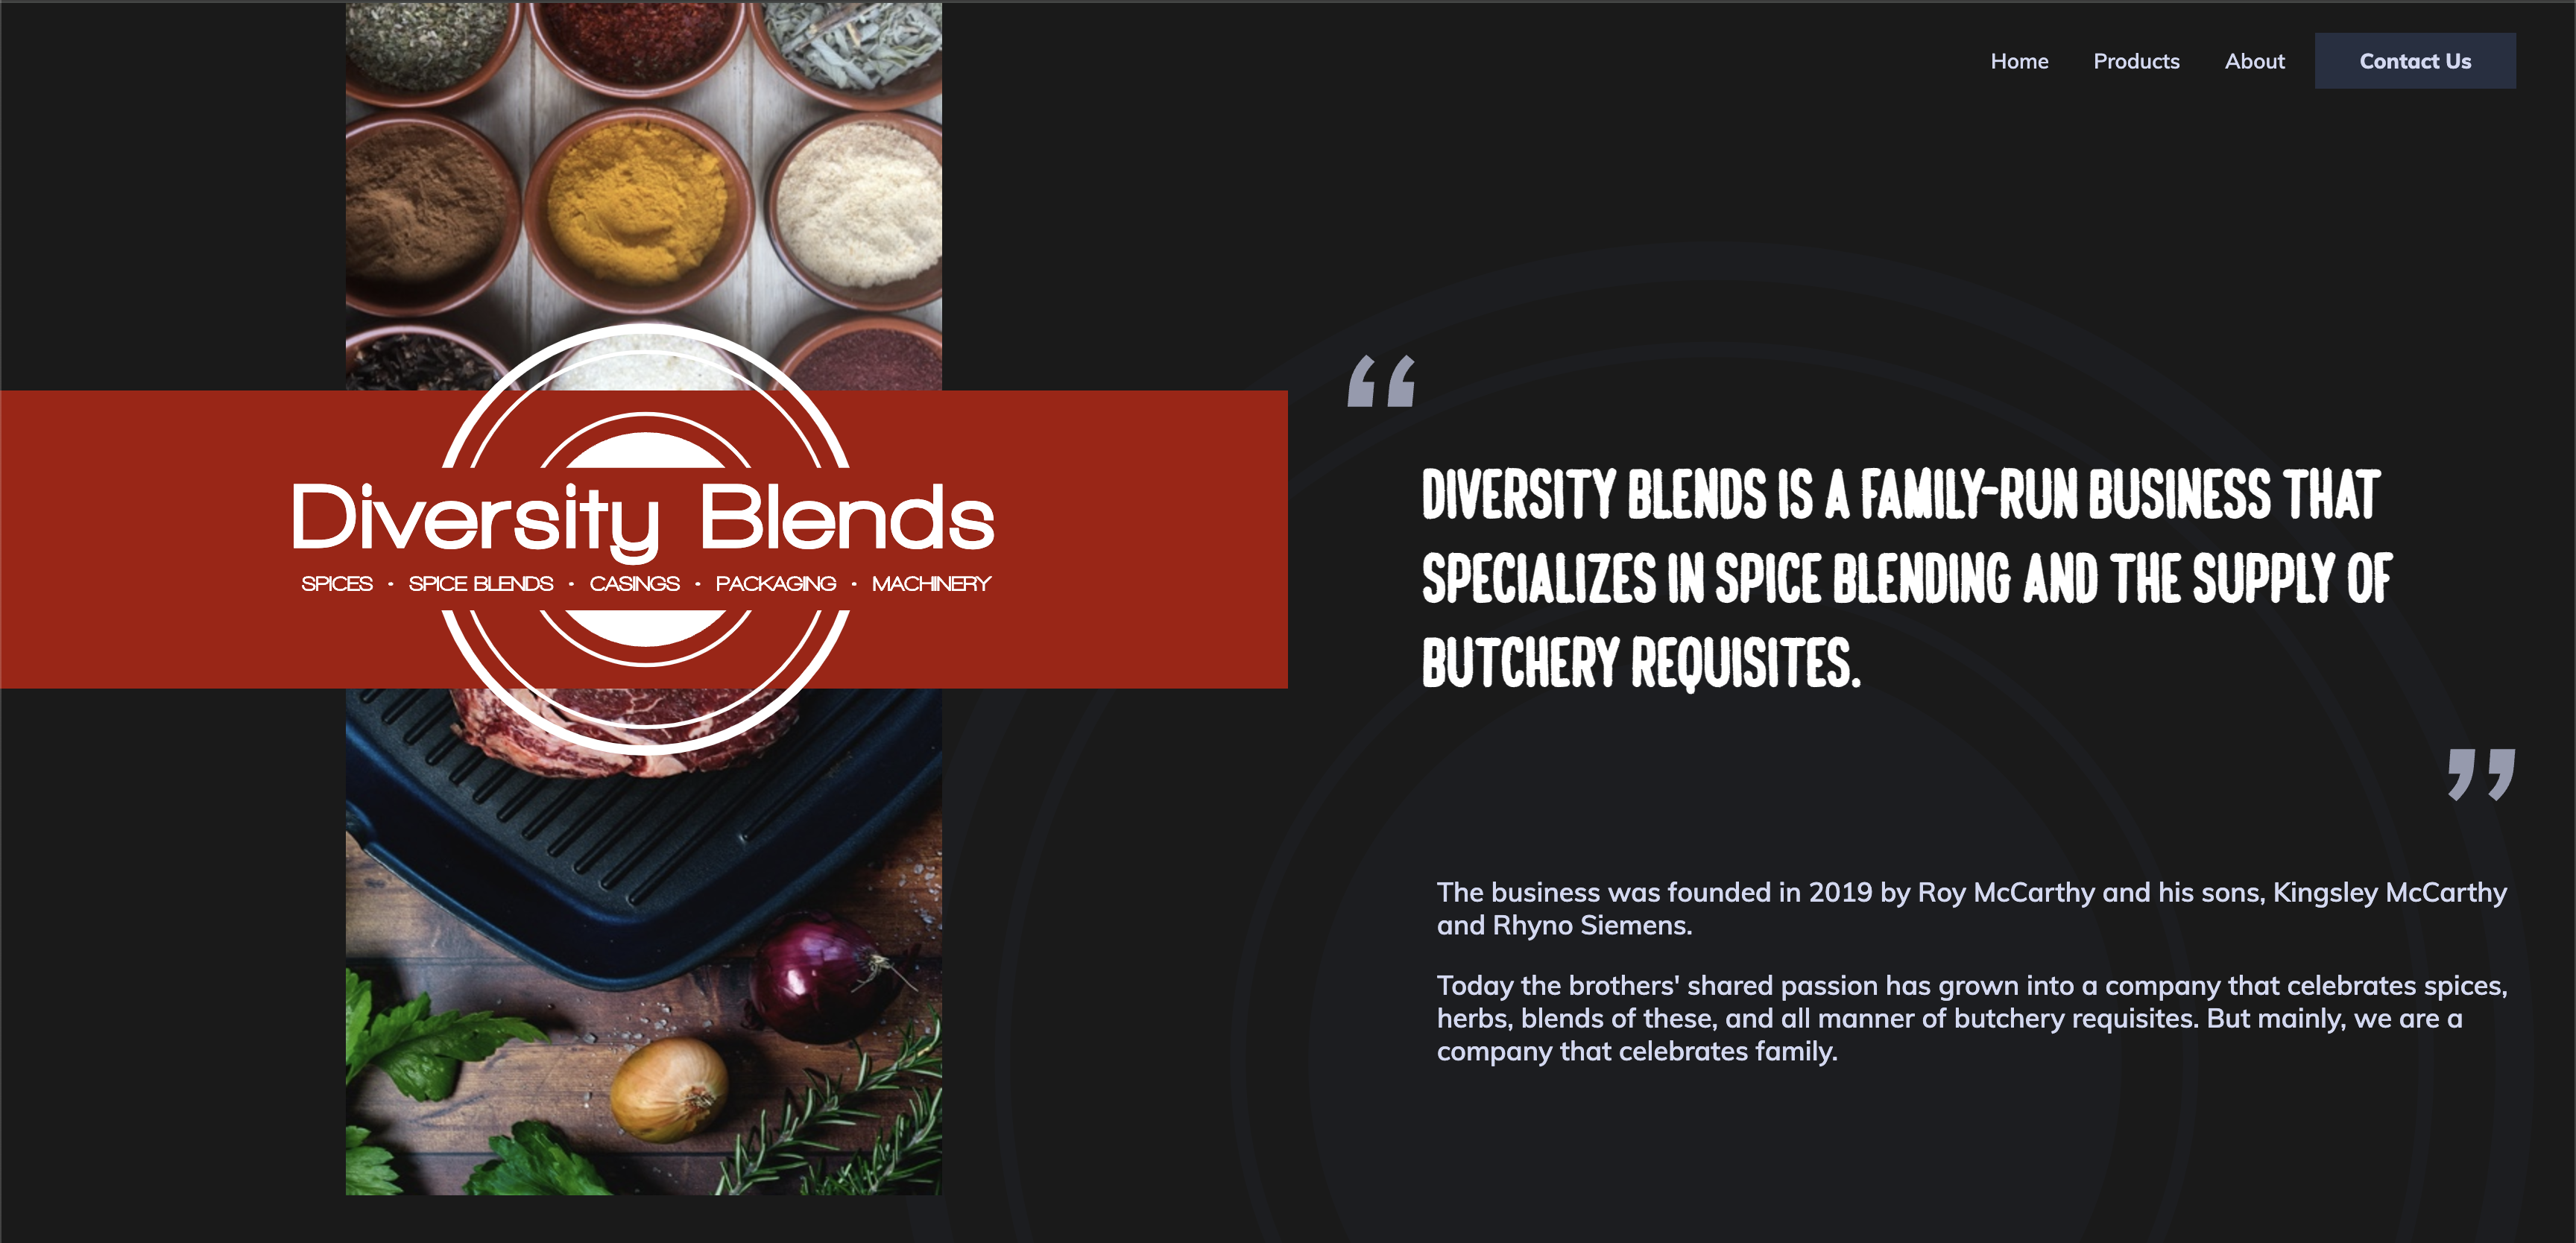 Home Products About Contact Us
Diversity Blends
SPICES · SPICE BLENDS · CASINGS · PACKAGING · MACHINERY
“
DIVERSITY BLENDS IS A FAMILY-RUN BUSINESS THAT
SPECIALIZES IN SPICE BLENDING AND THE SUPPLY OF
BUTCHERY REQUISITES.
”
The business was founded in 2019 by Roy McCarthy and his sons, Kingsley McCarthy
and Rhyno Siemens.
Today the brothers' shared passion has grown into a company that celebrates spices,
herbs, blends of these, and all manner of butchery requisites. But mainly, we are a
company that celebrates family.